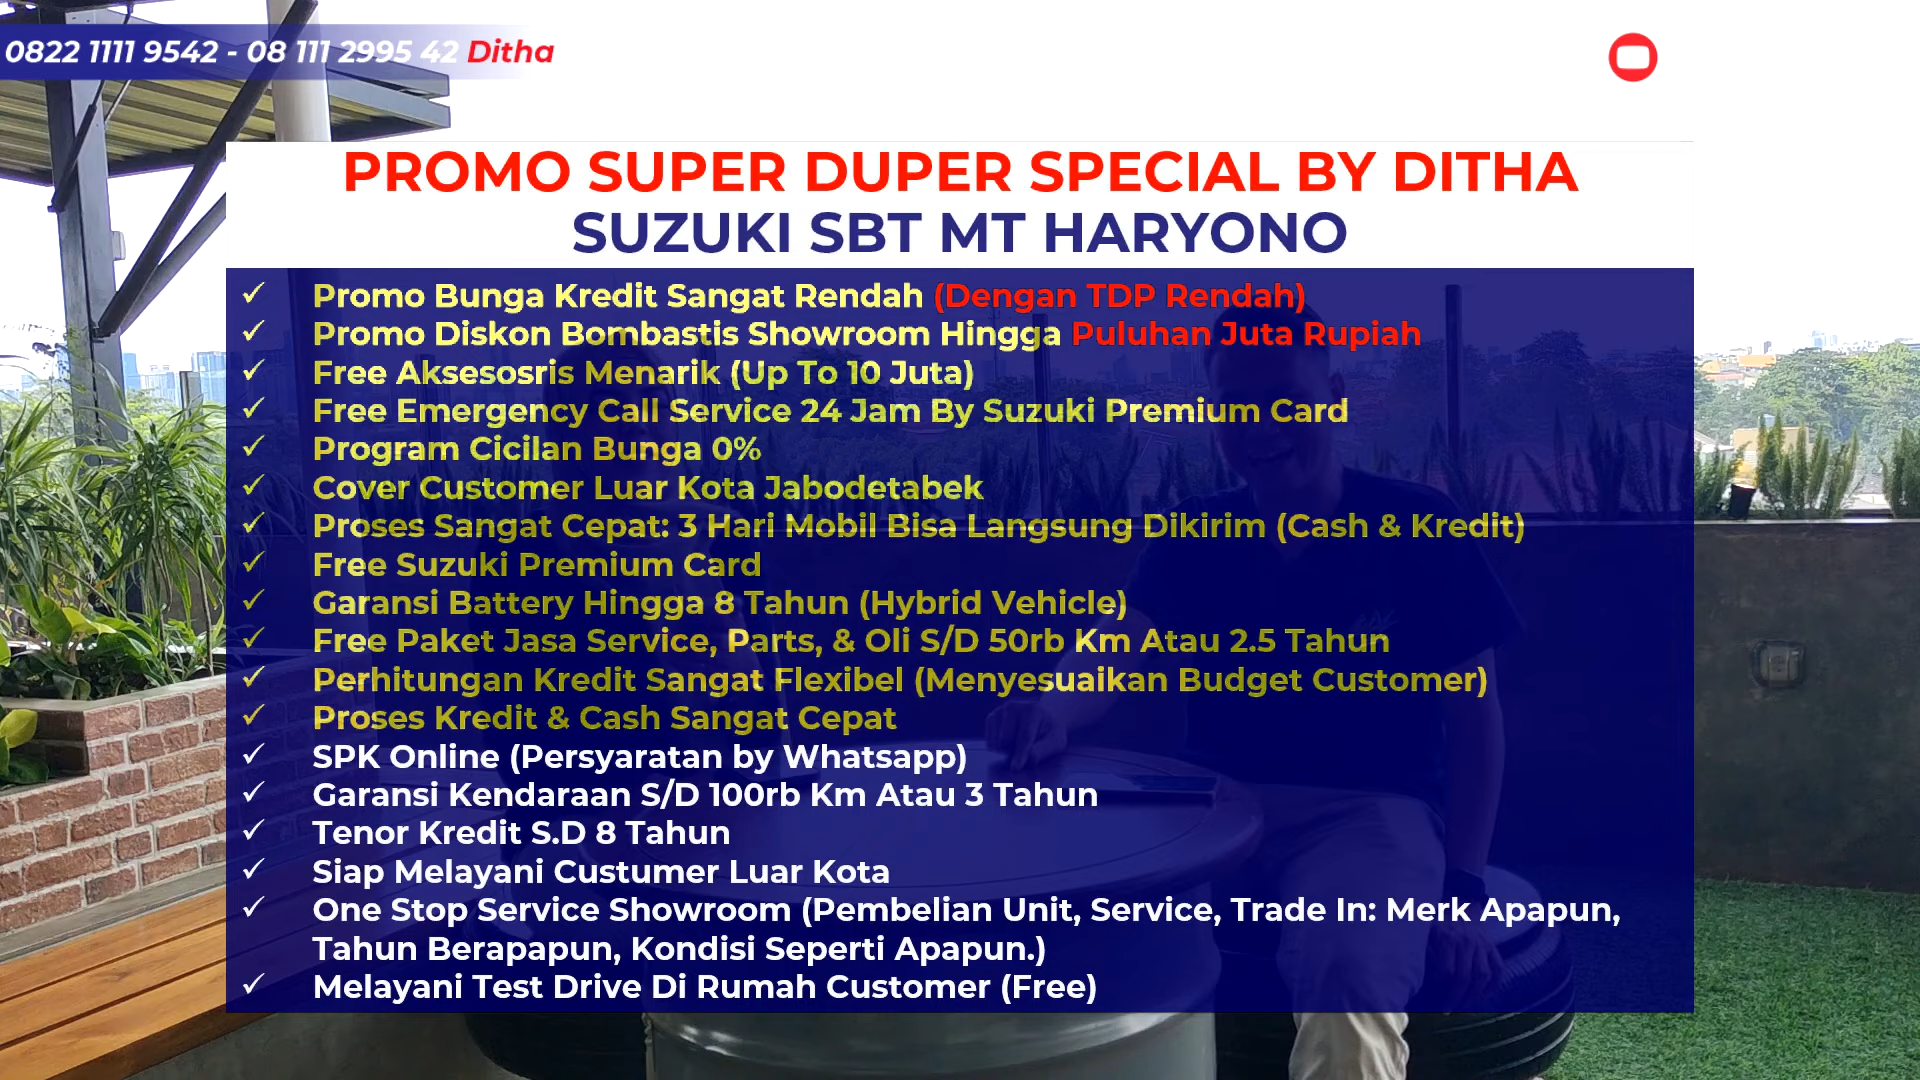 0822 1111 9542 - 08 111 2995 42 Ditha
PROMO SUPER DUPER SPECIAL BY DITHA
SUZUKI SBT MT HARYONO
✓ Promo Bunga Kredit Sangat Rendah (Dengan TDP Rendah)
✓ Promo Diskon Bombastis Showroom Hingga Puluhan Juta Rupiah
✓ Free Aksesosris Menarik (Up To 10 Juta)
✓ Free Emergency Call Service 24 Jam By Suzuki Premium Card
✓ Program Cicilan Bunga 0%
✓ Cover Customer Luar Kota Jabodetabek
✓ Proses Sangat Cepat: 3 Hari Mobil Bisa Langsung Dikirim (Cash & Kredit)
✓ Free Suzuki Premium Card
✓ Garansi Battery Hingga 8 Tahun (Hybrid Vehicle)
✓ Free Paket Jasa Service, Parts, & Oli S/D 50rb Km Atau 2.5 Tahun
✓ Perhitungan Kredit Sangat Flexibel (Menyesuaikan Budget Customer)
✓ Proses Kredit & Cash Sangat Cepat
✓ SPK Online (Persyaratan by Whatsapp)
✓ Garansi Kendaraan S/D 100rb Km Atau 3 Tahun
✓ Tenor Kredit S.D 8 Tahun
✓ Siap Melayani Custumer Luar Kota
✓ One Stop Service Showroom (Pembelian Unit, Service, Trade In: Merk Apapun,
Tahun Berapapun, Kondisi Seperti Apapun.)
✓ Melayani Test Drive Di Rumah Customer (Free)